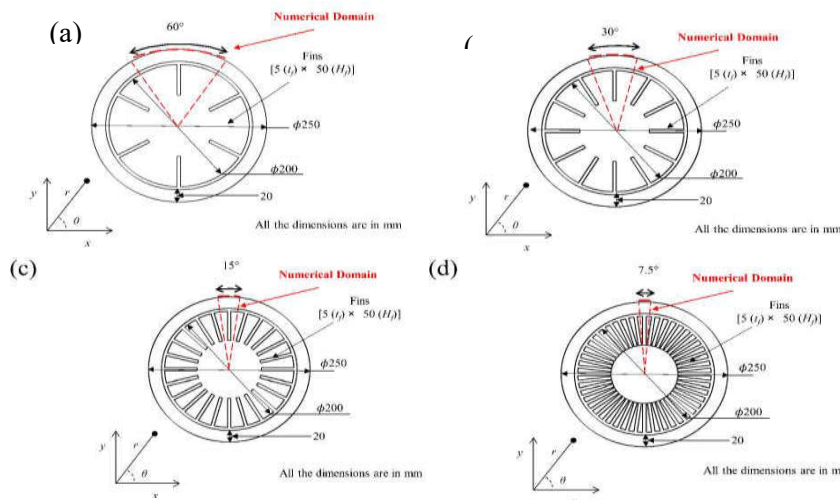 (a)
60°
Numerical Domain
Fins
[5 (tf) × 50 (Hf)]
ϕ250
ϕ200
20
y
r
θ
x
All the dimensions are in mm
(
30°
Numerical Domain
Fins
[5 (tf) × 50 (Hf)]
ϕ250
ϕ200
20
y
r
θ
x
All the dimensions are in mm
(c)
15°
Numerical Domain
Fins
[5 (tf) × 50 (Hf)]
ϕ250
ϕ200
20
y
r
θ
x
All the dimensions are in mm
(d)
7.5°
Numerical Domain
Fins
[5 (tf) × 50 (Hf)]
ϕ250
ϕ200
20
y
r
θ
x
All the dimensions are in m